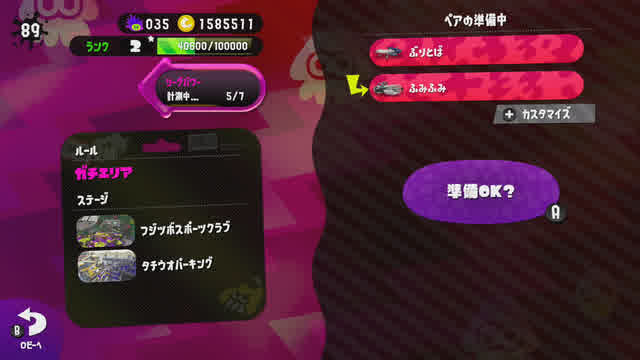 89
035
1585511
ランク 2 40800/100000
リーグパワー
計測中... 5/7
ルール
ガチエリア
ステージ
フジツボスポーツクラブ
タチウオパーキング
B
ロビーへ
ペアの準備中
ぷりとば
ふみふみ
+ カスタマイズ
準備OK?
A